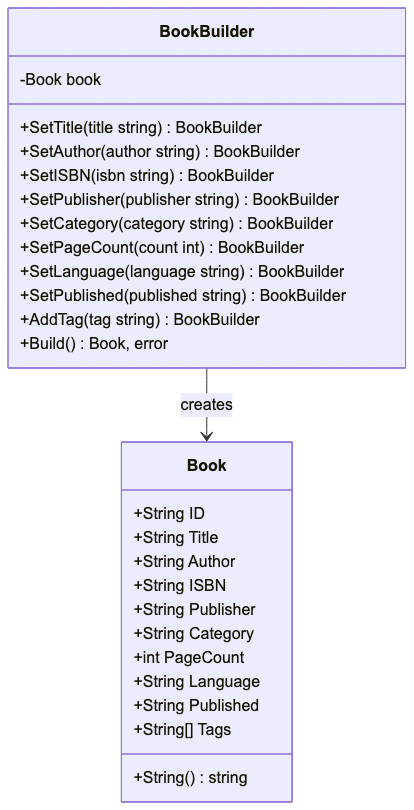 BookBuilder
-Book book
+SetTitle(title string) : BookBuilder
+SetAuthor(author string) : BookBuilder
+SetISBN(isbn string) : BookBuilder
+SetPublisher(publisher string) : BookBuilder
+SetCategory(category string) : BookBuilder
+SetPageCount(count int) : BookBuilder
+SetLanguage(language string) : BookBuilder
+SetPublished(published string) : BookBuilder
+AddTag(tag string) : BookBuilder
+Build() : Book, error
creates
Book
+String ID
+String Title
+String Author
+String ISBN
+String Publisher
+String Category
+int PageCount
+String Language
+String Published
+String[] Tags
+String() : string